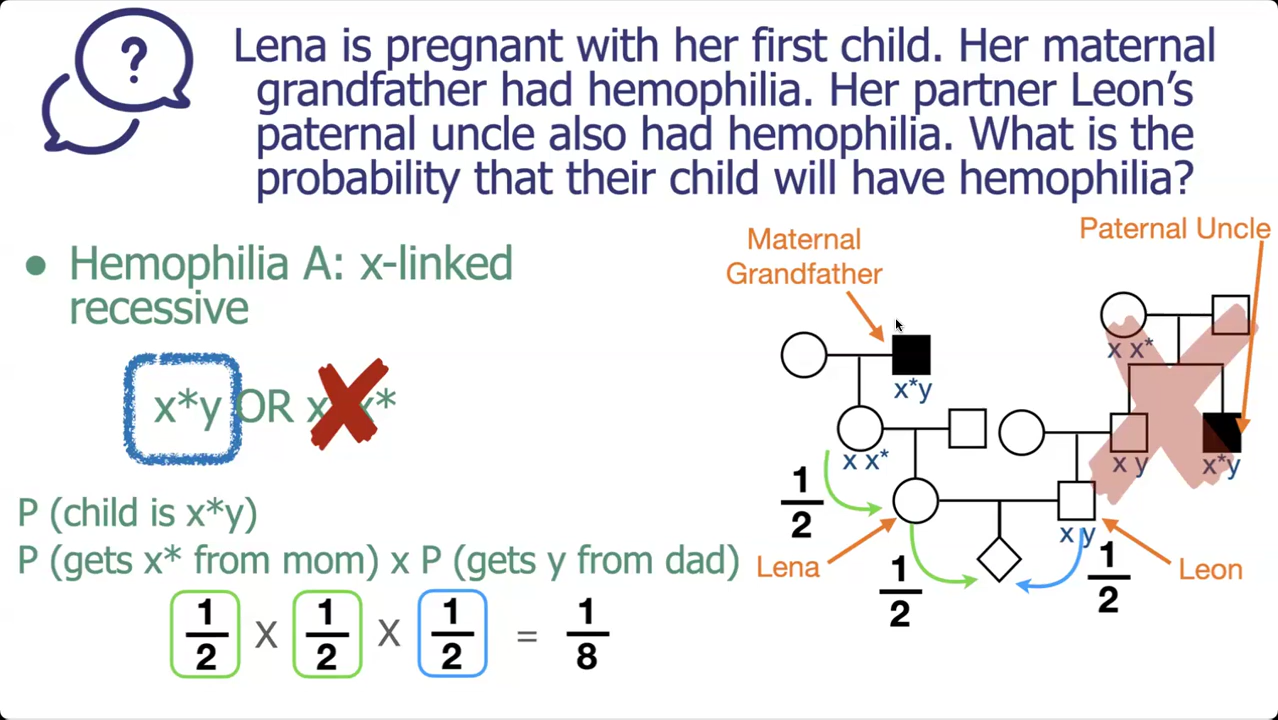 ?
Lena is pregnant with her first child. Her maternal
grandfather had hemophilia. Her partner Leon's
paternal uncle also had hemophilia. What is the
probability that their child will have hemophilia?
● Hemophilia A: x-linked
recessive
x*y OR x*
P (child is x*y)
P (gets x* from mom) x P (gets y from dad)
1/2 X 1/2 X 1/2 = 1/8
Maternal
Grandfather
Paternal Uncle
x x*
x*y
x x*
x y
x*y
1/2
x y
Lena
1/2
1/2
Leon